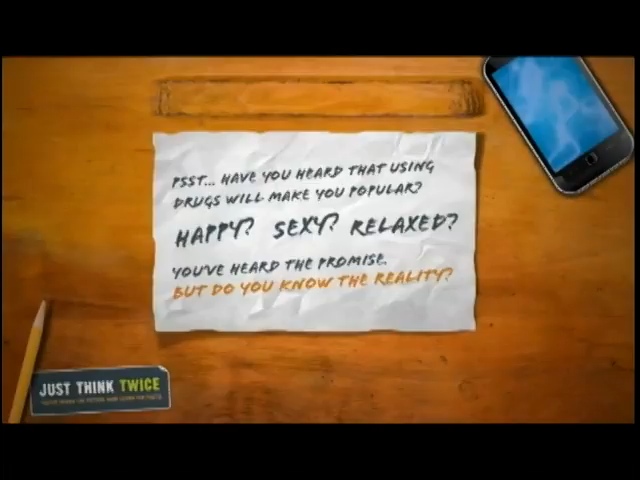 PSST... HAVE YOU HEARD THAT USING
DRUGS WILL MAKE YOU POPULAR?
HAPPY? SEXY? RELAXED?
YOU'VE HEARD THE PROMISE.
BUT DO YOU KNOW THE REALITY?
JUST THINK TWICE